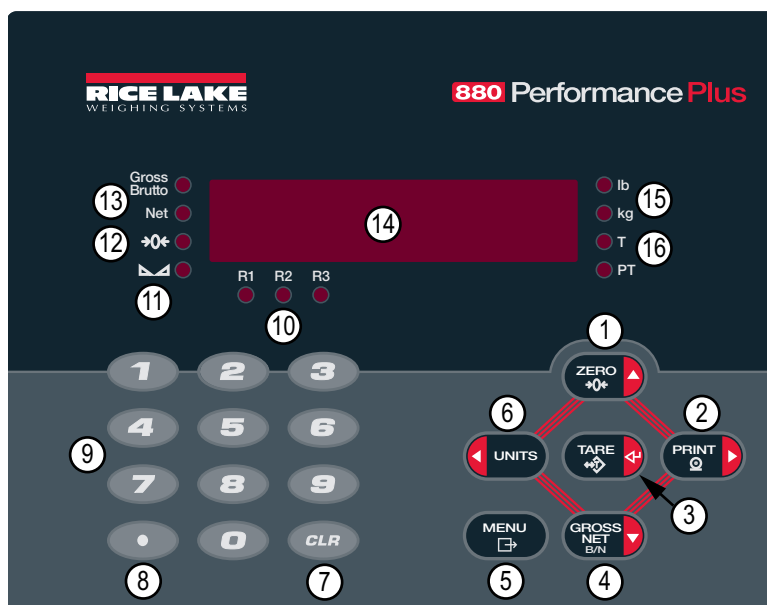 RICE LAKE
WEIGHING SYSTEMS
880 Performance Plus
Gross
Brutto
13
Net
12
→0←
11
14
lb
15
kg
T
16
PT
R1 R2 R3
10
1
1 2 3
ZERO
→0←
4 5 6
6
2
9
UNITS
TARE
T
PRINT
7 8 9
3
. 0 CLR
MENU
GROSS
NET
B/N
8
7
5
4